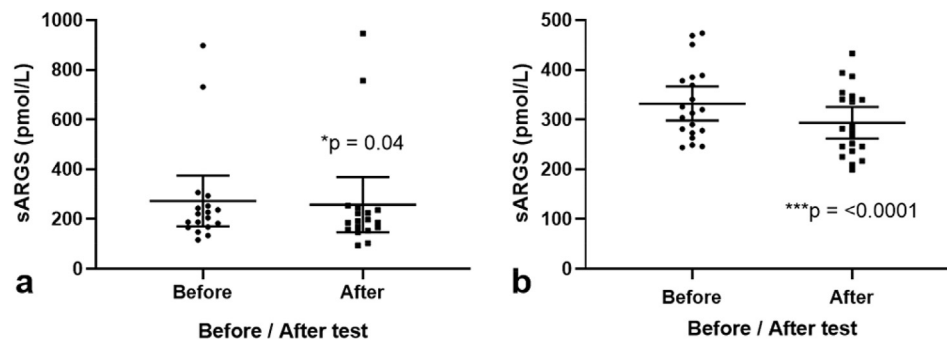 1000
800
600
400
200
0
sARGS (pmol/L)
*p = 0.04
Before
After
Before / After test
a
500
400
300
200
100
0
sARGS (pmol/L)
***p = <0.0001
Before
After
Before / After test
b